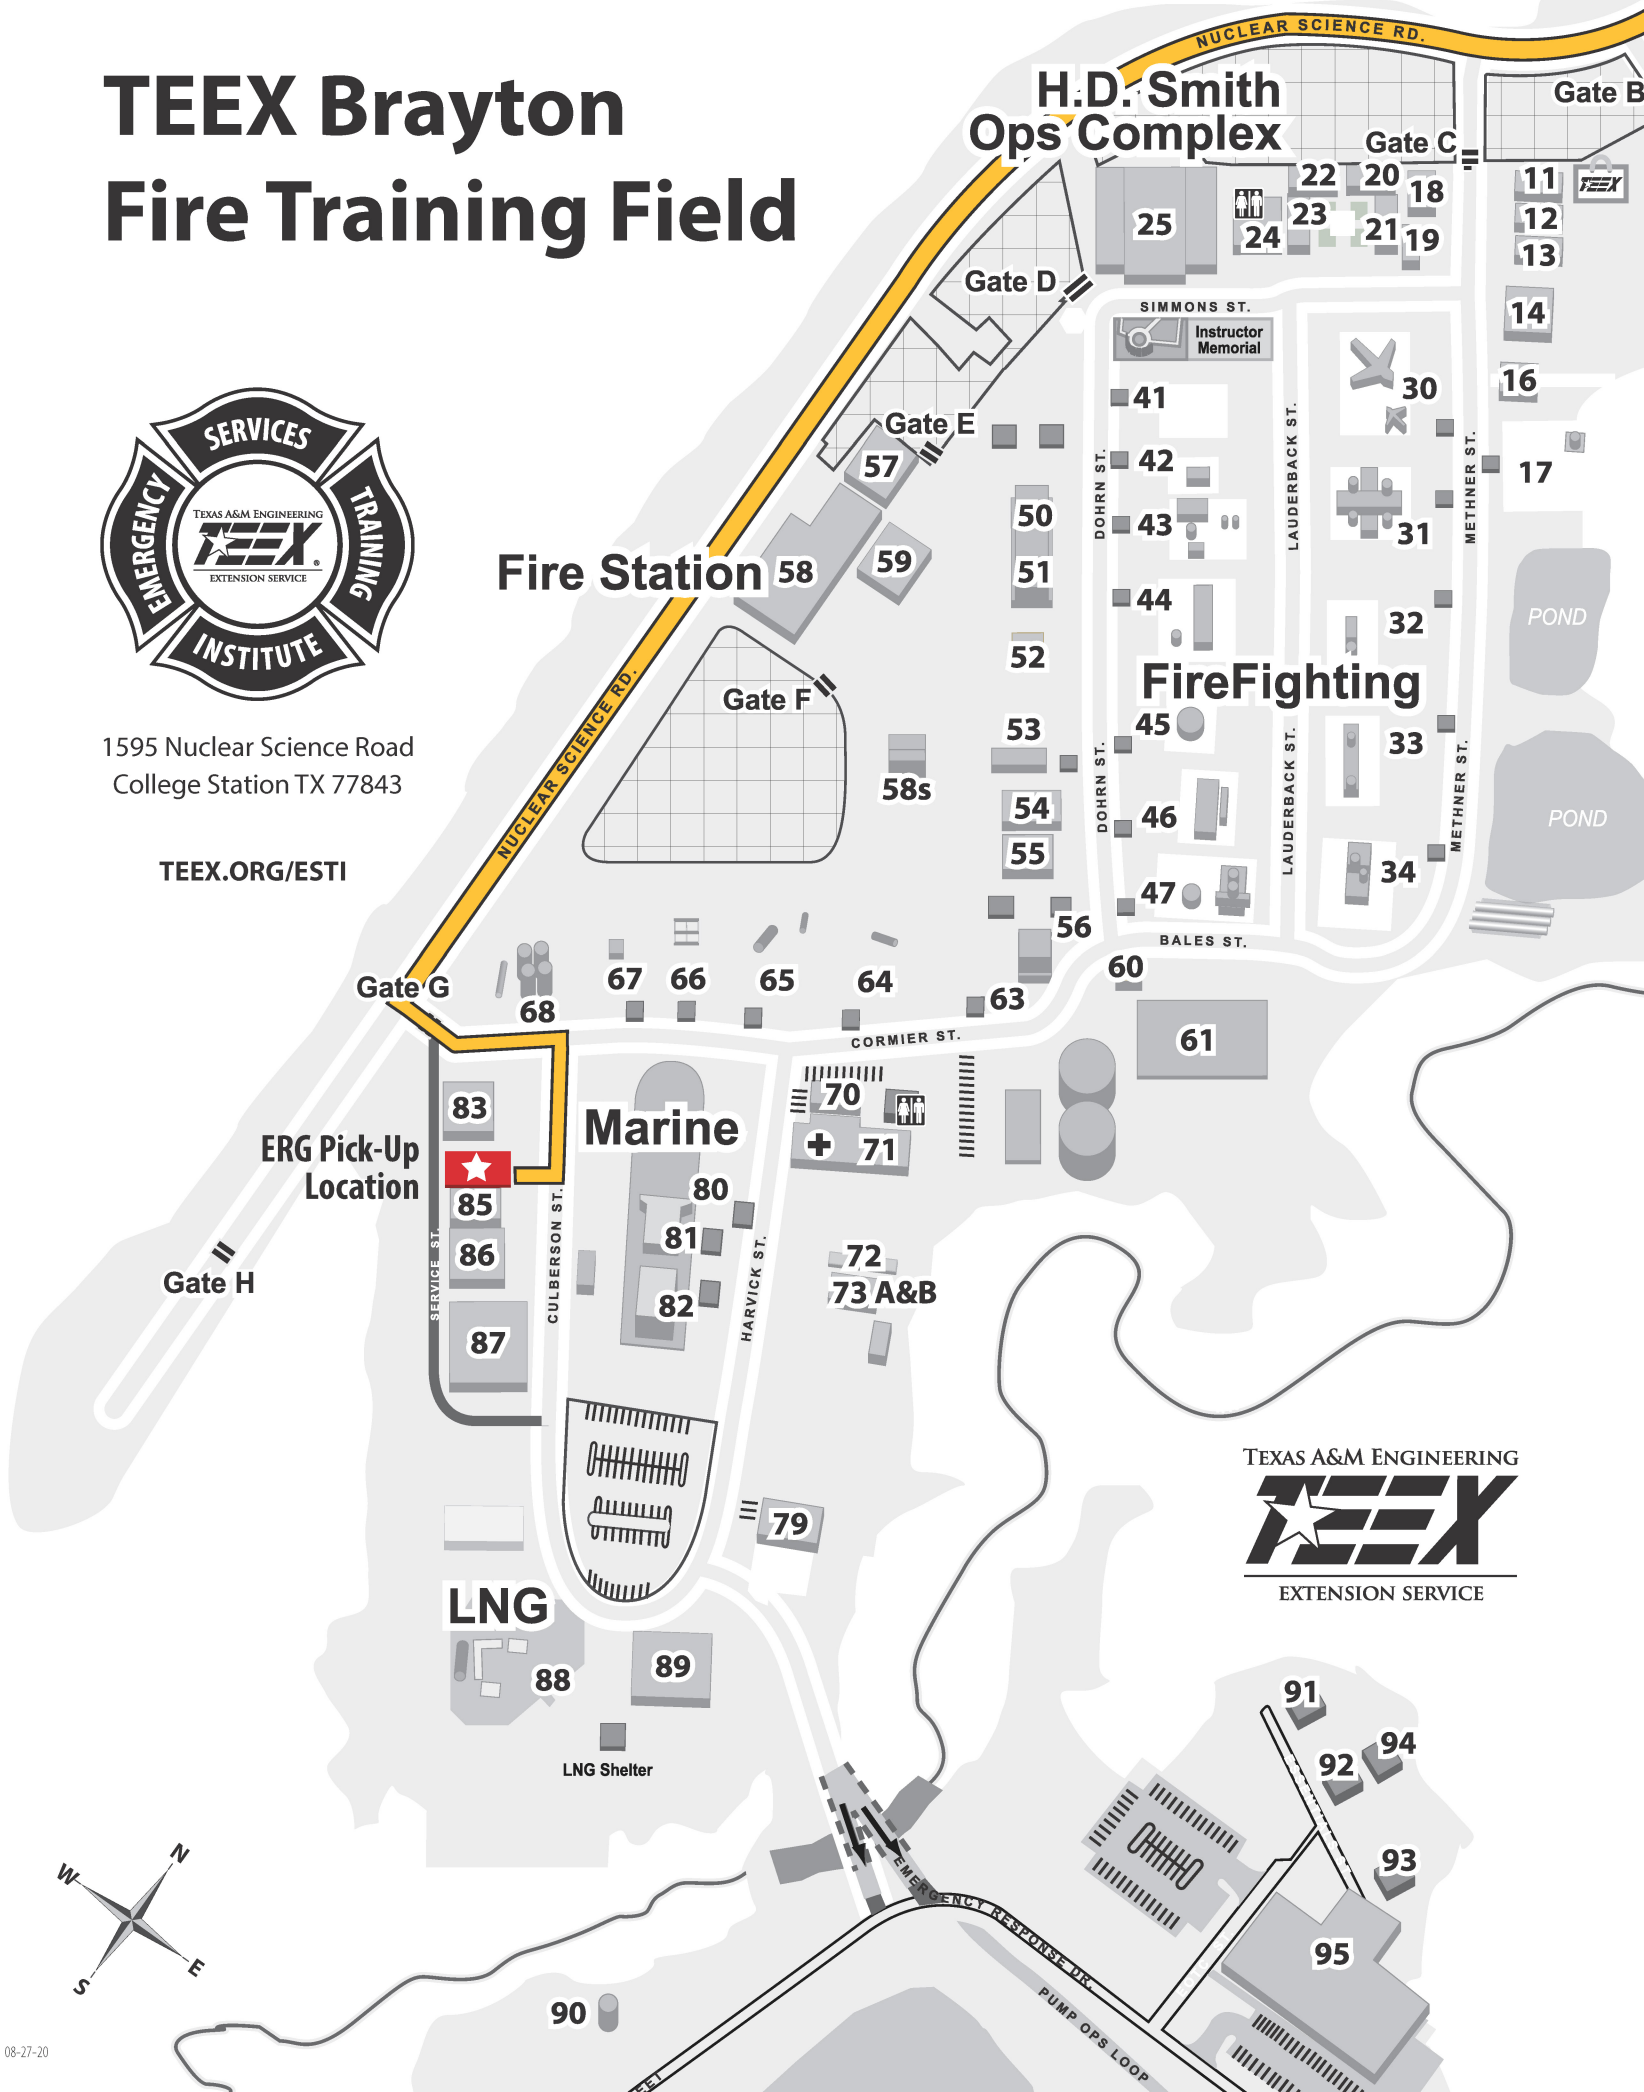 TEEX Brayton
Fire Training Field
NUCLEAR SCIENCE RD.
H.D. Smith
Ops Complex
Gate B
Gate C
TEEX
11
12
13
14
16
17
18
19
20
21
22
23
24
25
Gate D
SIMMONS ST.
Instructor
Memorial
Gate E
SERVICES
EMERGENCY
TRAINING
INSTITUTE
TEXAS A&M ENGINEERING
TEEX®
EXTENSION SERVICE
1595 Nuclear Science Road
College Station TX 77843
TEEX.ORG/ESTI
30
31
32
33
34
41
42
43
44
45
46
47
DOHRN ST.
DOHRN ST.
LAUDERBACK ST.
LAUDERBACK ST.
METHNER ST.
METHNER ST.
FireFighting
POND
POND
BALES ST.
50
51
52
53
54
55
56
57
Fire Station
58
59
58s
Gate F
NUCLEAR SCIENCE RD.
60
61
63
64
65
66
67
68
Gate G
CORMIER ST.
70
71
72
73 A&B
79
Marine
80
81
82
83
ERG Pick-Up
Location
85
86
87
SERVICE ST.
CULBERSON ST.
HARVICK ST.
Gate H
LNG
88
89
LNG Shelter
TEXAS A&M ENGINEERING
TEEX
EXTENSION SERVICE
91
92
94
93
95
90
EMERGENCY RESPONSE DR.
PUMP OPS LOOP
N
W
E
S
08-27-20